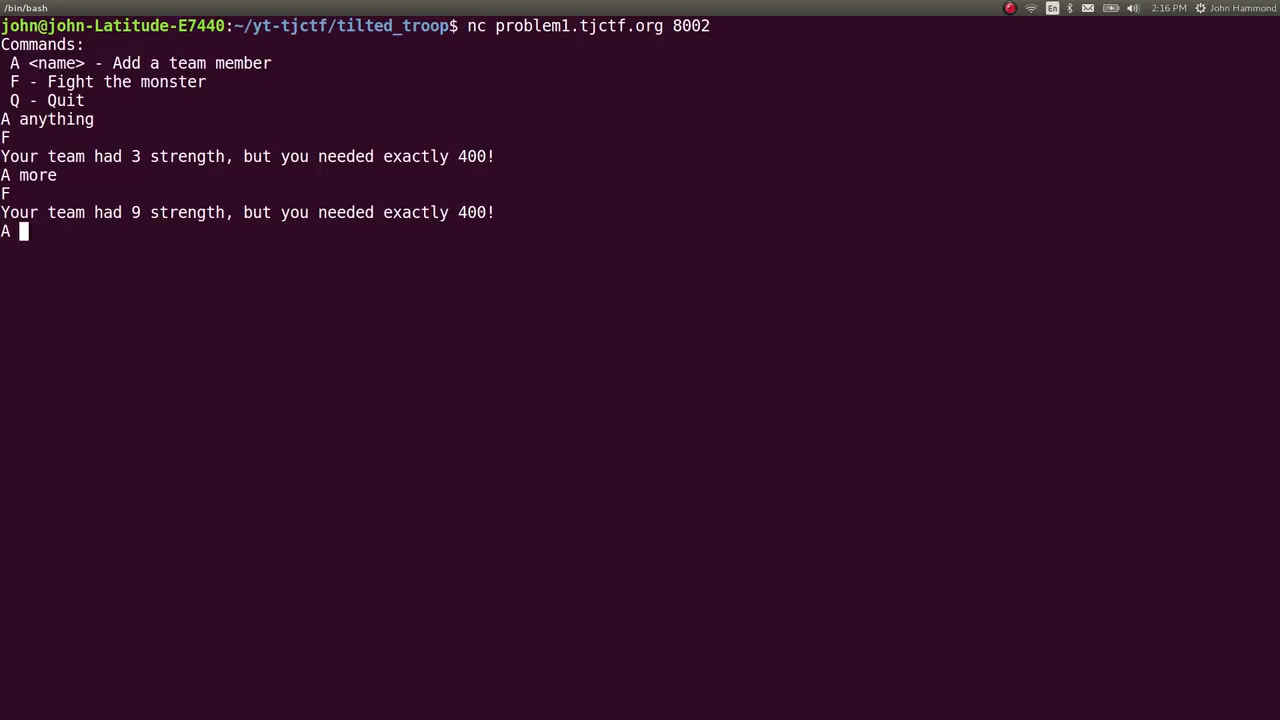 /bin/bash
En
2:16 PM
John Hammond
john@john-Latitude-E7440:~/yt-tjctf/tilted_troop$ nc problem1.tjctf.org 8002
Commands:
A <name> - Add a team member
F - Fight the monster
Q - Quit
A anything
F
Your team had 3 strength, but you needed exactly 400!
A more
F
Your team had 9 strength, but you needed exactly 400!
A